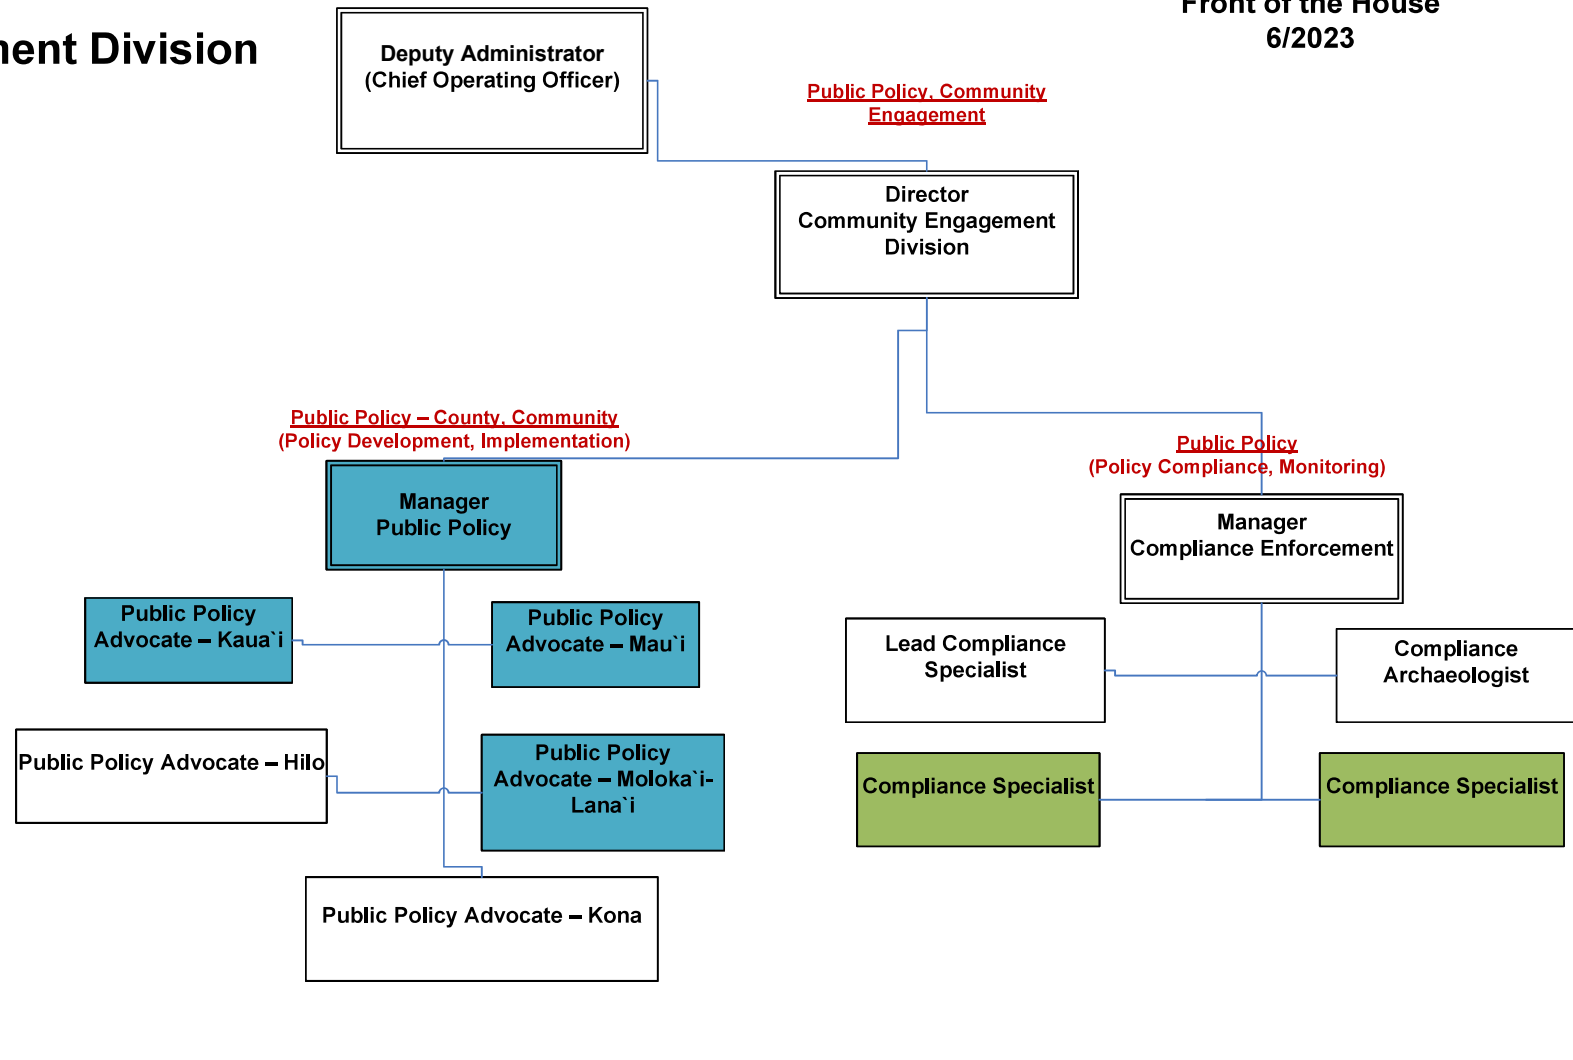 Front of the House
6/2023
ment Division
Deputy Administrator
(Chief Operating Officer)
Public Policy, Community
Engagement
Director
Community Engagement
Division
Public Policy – County, Community
(Policy Development, Implementation)
Public Policy
(Policy Compliance, Monitoring)
Manager
Public Policy
Manager
Compliance Enforcement
Public Policy
Advocate – Kaua`i
Public Policy
Advocate – Mau`i
Lead Compliance
Specialist
Compliance
Archaeologist
Public Policy Advocate – Hilo
Public Policy
Advocate – Moloka`i-
Lana`i
Compliance Specialist
Compliance Specialist
Public Policy Advocate – Kona